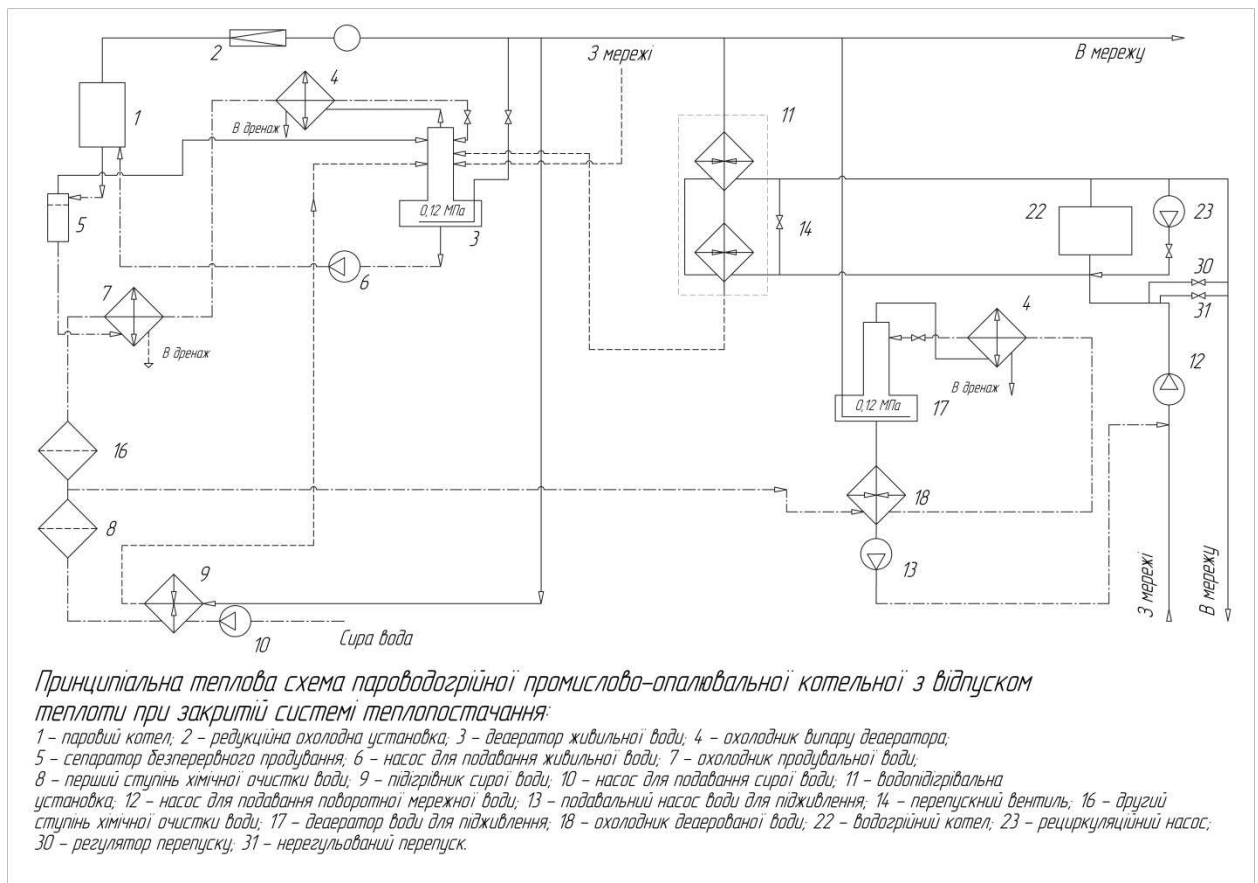 2
З мережі
В мережу
4
1
11
В дренаж
0,12 МПа
5
3
14
22
23
6
30
7
31
4
В дренаж
12
В дренаж
0,12 МПа
17
16
18
8
13
9
З мережі
В мережу
10
Сира вода
Принципіальна теплова схема пароводогрійної промислово-опалювальної котельної з відпуском
теплоти при закритій системі теплопостачання:
1 – паровий котел; 2 – редукційна охолодна установка; 3 – деаератор живильної води; 4 – охолодник випару деаератора;
5 – сепаратор безперервного продування; 6 – насос для подавання живильної води; 7 – охолодник продувальної води;
8 – перший ступінь хімічної очистки води; 9 – підігрівник сирої води; 10 – насос для подавання сирої води; 11 – водопідігрівальна
установка; 12 – насос для подавання поворотної мережної води; 13 – подавальний насос води для підживлення; 14 – перепускний вентиль; 16 – другий
ступінь хімічної очистки води; 17 – деаератор води для підживлення; 18 – охолодник деаерованої води; 22 – водогрійний котел; 23 – рециркуляційний насос;
30 – регулятор перепуску; 31 – нерегульований перепуск.